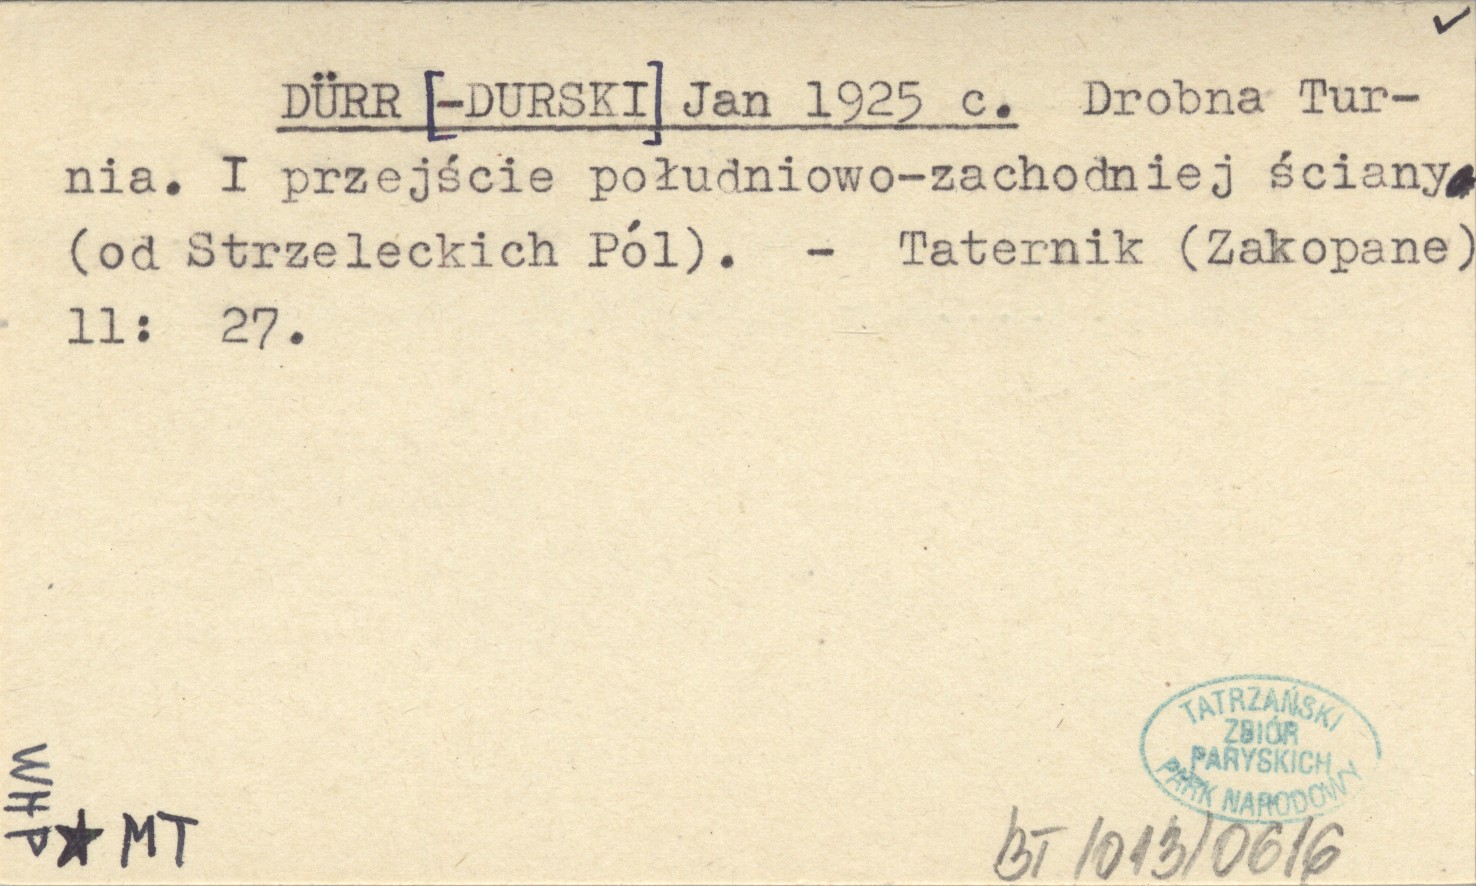 DÜRR [-DURSKI] Jan 1925 c. Drobna Tur-
nia. I przejście południowo-zachodniej ściany
(od Strzeleckich Pól). - Taternik (Zakopane)
11: 27.
TATRZAŃSKI
ZBIÓR
PARYSKICH
PARK NARODOWY
WHP
★ MT
BT/013/0616